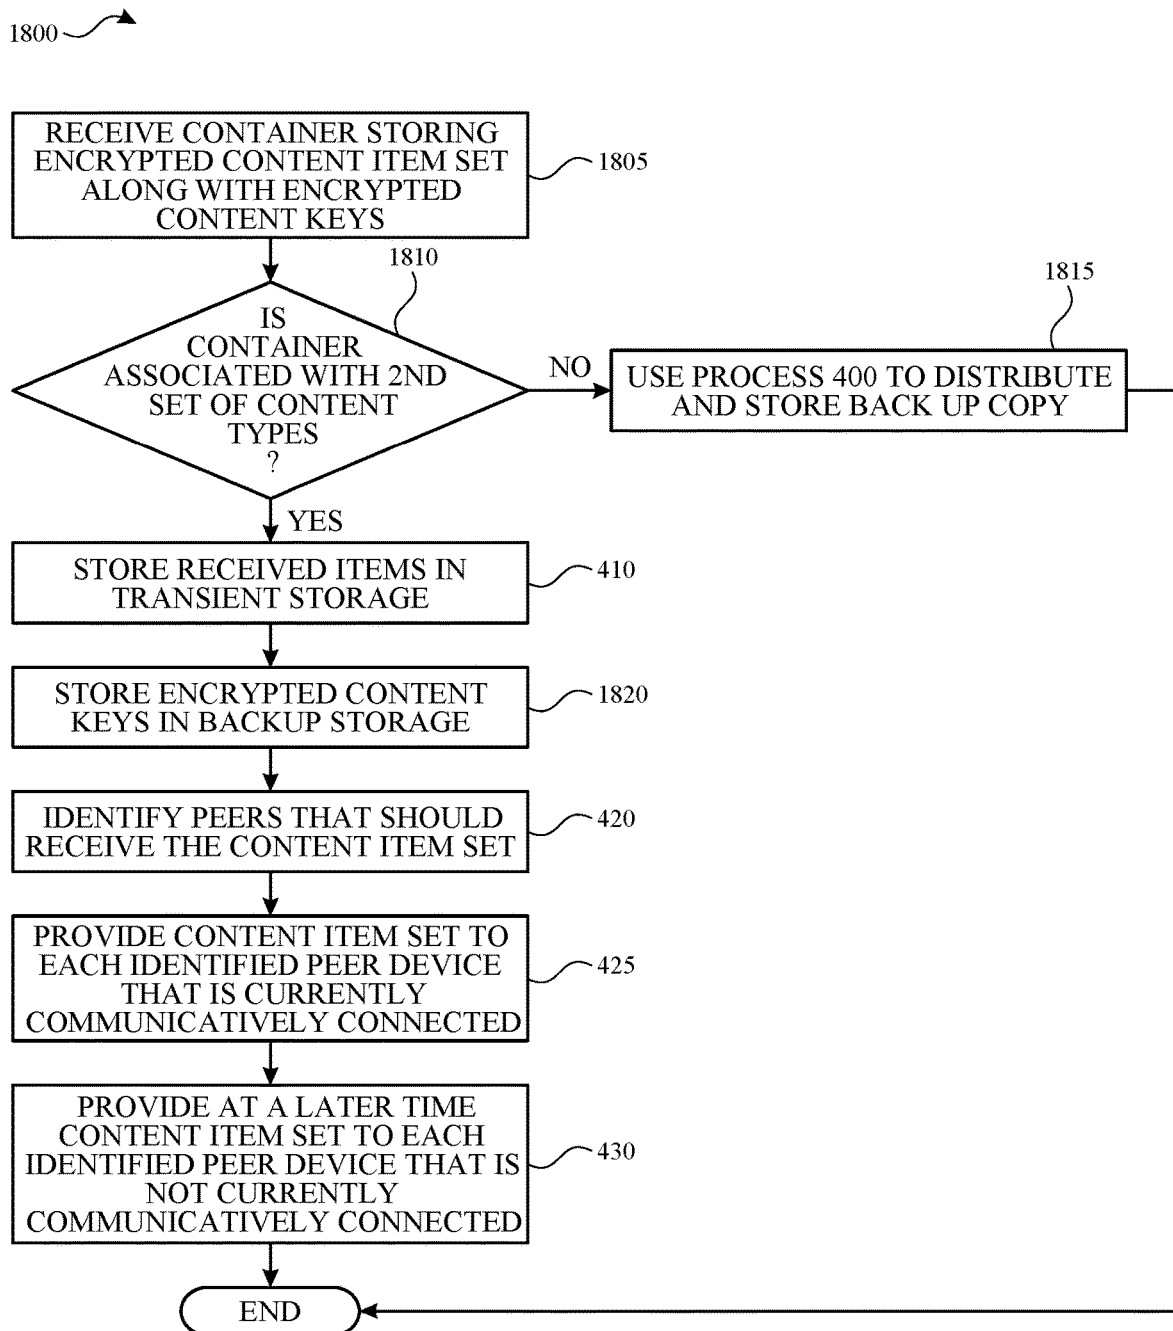 1800
RECEIVE CONTAINER STORING
ENCRYPTED CONTENT ITEM SET
ALONG WITH ENCRYPTED
CONTENT KEYS
1805
1810
IS
CONTAINER
ASSOCIATED WITH 2ND
SET OF CONTENT
TYPES
?
NO
1815
USE PROCESS 400 TO DISTRIBUTE
AND STORE BACK UP COPY
YES
STORE RECEIVED ITEMS IN
TRANSIENT STORAGE
410
STORE ENCRYPTED CONTENT
KEYS IN BACKUP STORAGE
1820
IDENTIFY PEERS THAT SHOULD
RECEIVE THE CONTENT ITEM SET
420
PROVIDE CONTENT ITEM SET TO
EACH IDENTIFIED PEER DEVICE
THAT IS CURRENTLY
COMMUNICATIVELY CONNECTED
425
PROVIDE AT A LATER TIME
CONTENT ITEM SET TO EACH
IDENTIFIED PEER DEVICE THAT IS
NOT CURRENTLY
COMMUNICATIVELY CONNECTED
430
END